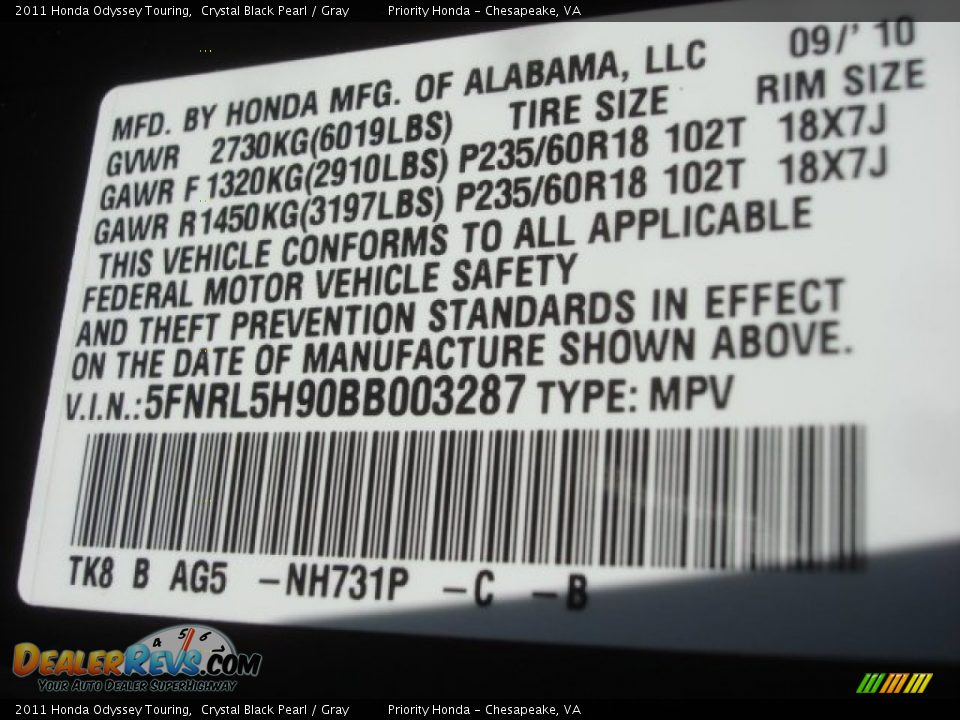 2011 Honda Odyssey Touring, Crystal Black Pearl / Gray Priority Honda - Chesapeake, VA
09/' 10
MFD. BY HONDA MFG. OF ALABAMA, LLC
GVWR 2730KG(6019LBS) TIRE SIZE RIM SIZE
GAWR F 1320KG(2910LBS) P235/60R18 102T 18X7J
GAWR R 1450KG(3197LBS) P235/60R18 102T 18X7J
THIS VEHICLE CONFORMS TO ALL APPLICABLE
FEDERAL MOTOR VEHICLE SAFETY
AND THEFT PREVENTION STANDARDS IN EFFECT
ON THE DATE OF MANUFACTURE SHOWN ABOVE.
V.I.N.:5FNRL5H90BB003287 TYPE: MPV
TK8 B AG5 -NH731P -C -B
4 5 6 7
DEALERREVS.COM
YOUR AUTO DEALER SUPERHIGHWAY
2011 Honda Odyssey Touring, Crystal Black Pearl / Gray Priority Honda - Chesapeake, VA